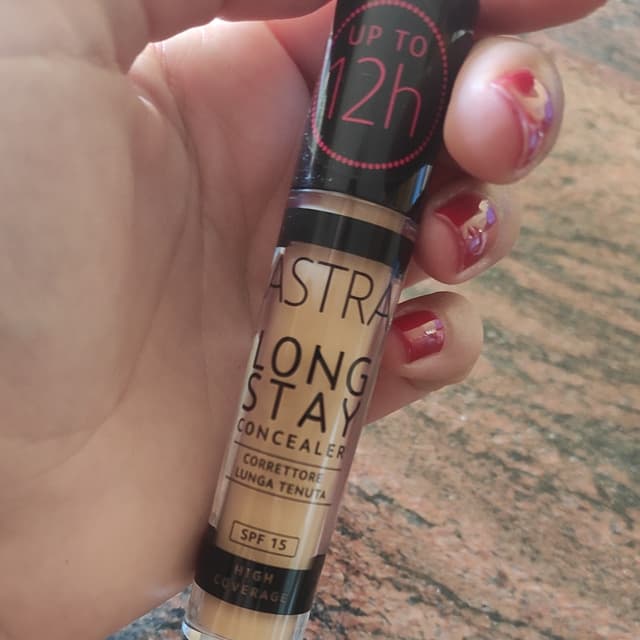 UP TO
12h
ASTRA
LONG
STAY
CONCEALER
CORRETTORE
LUNGA TENUTA
SPF 15
HIGH
COVERAGE